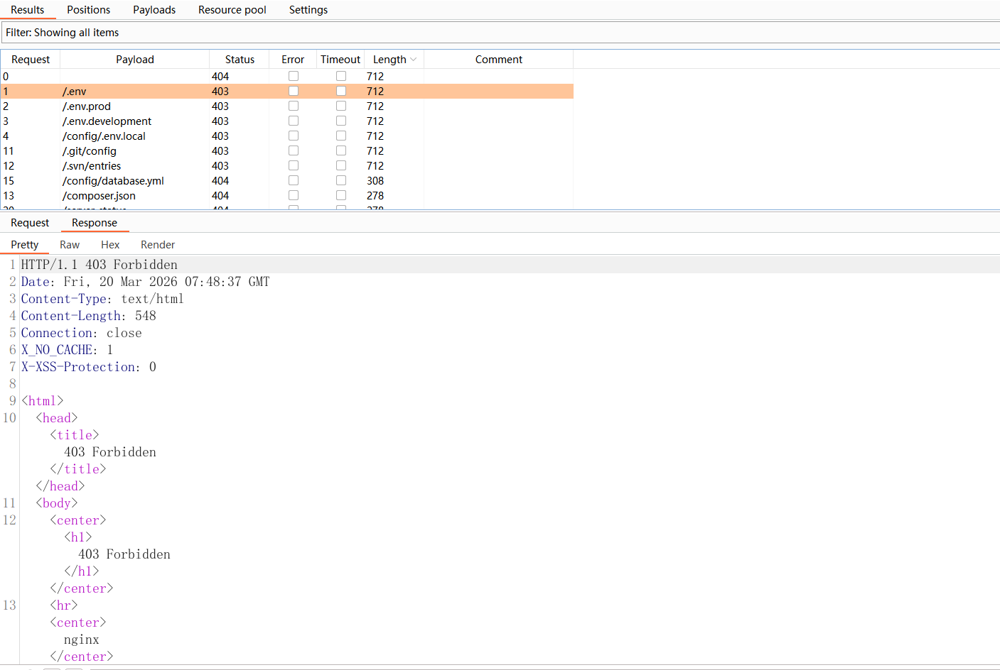 Results Positions Payloads Resource pool Settings
Filter: Showing all items
Request Payload Status Error Timeout Length Comment
0 404 712
1 /.env 403 712
2 /.env.prod 403 712
3 /.env.development 403 712
4 /config/.env.local 403 712
11 /.git/config 403 712
12 /.svn/entries 403 712
15 /config/database.yml 404 308
13 /composer.json 404 278
Request Response
Pretty Raw Hex Render
1 HTTP/1.1 403 Forbidden
2 Date: Fri, 20 Mar 2026 07:48:37 GMT
3 Content-Type: text/html
4 Content-Length: 548
5 Connection: close
6 X_NO_CACHE: 1
7 X-XSS-Protection: 0
8
9 <html>
10 <head>
<title>
403 Forbidden
</title>
</head>
11 <body>
12 <center>
<h1>
403 Forbidden
</h1>
</center>
13 <hr>
<center>
nginx
</center>